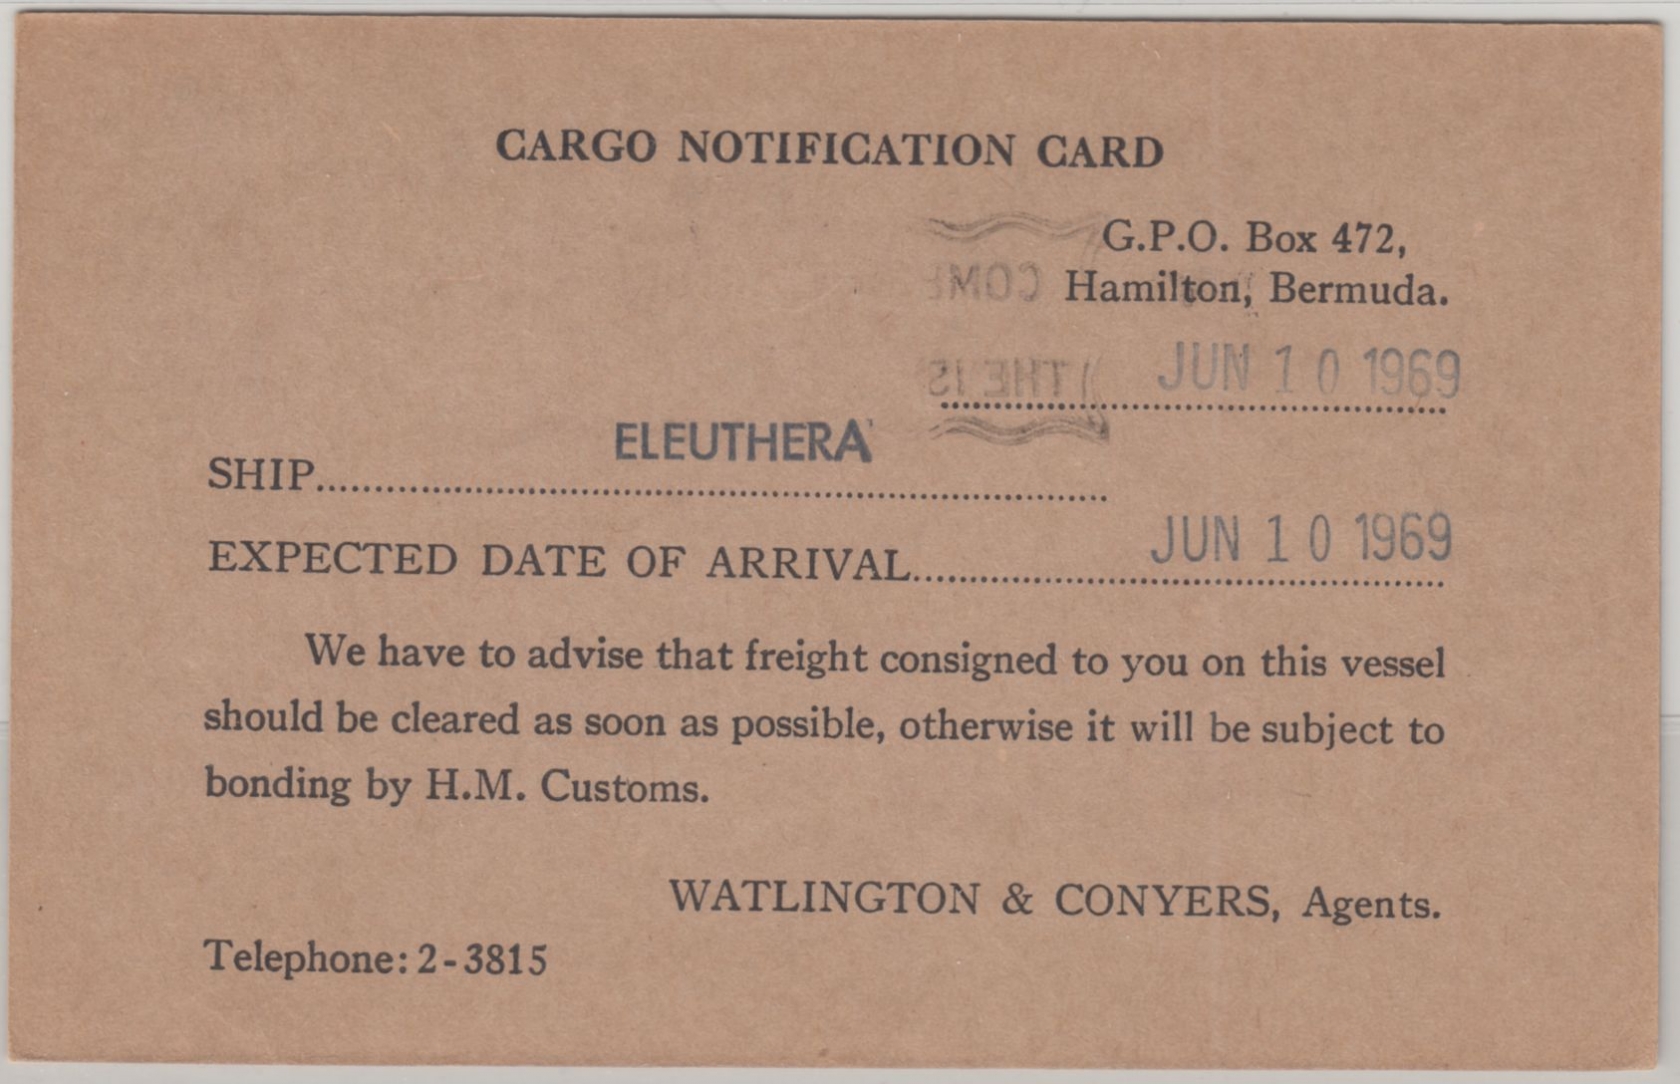 CARGO NOTIFICATION CARD
G.P.O. Box 472,
Hamilton, Bermuda.
JUN 10 1969
SHIP ELEUTHERA
EXPECTED DATE OF ARRIVAL JUN 10 1969
We have to advise that freight consigned to you on this vessel
should be cleared as soon as possible, otherwise it will be subject to
bonding by H.M. Customs.
WATLINGTON & CONYERS, Agents.
Telephone: 2-3815